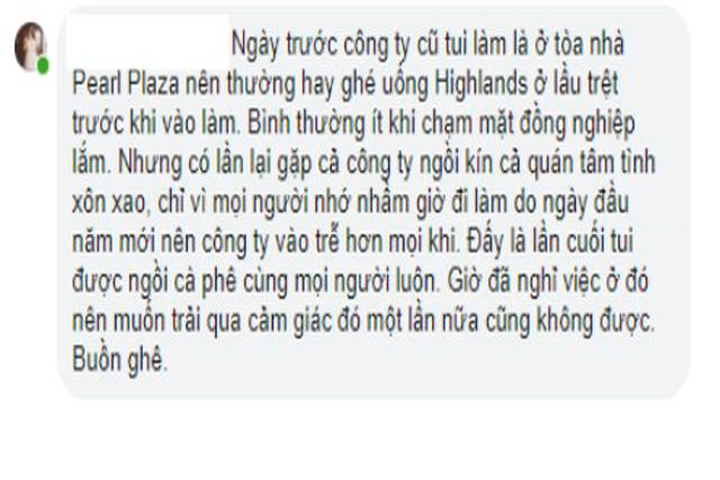 Ngày trước công ty cũ tui làm là ở tòa nhà
Pearl Plaza nên thường hay ghé uống Highlands ở lầu trệt
trước khi vào làm. Bình thường ít khi chạm mặt đồng nghiệp
lắm. Nhưng có lần lại gặp cả công ty ngồi kín cả quán tâm tình
xôn xao, chỉ vì mọi người nhớ nhầm giờ đi làm do ngày đầu
năm mới nên công ty vào trễ hơn mọi khi. Đấy là lần cuối tui
được ngồi cà phê cùng mọi người luôn. Giờ đã nghỉ việc ở đó
nên muốn trải qua cảm giác đó một lần nữa cũng không được.
Buồn ghê.